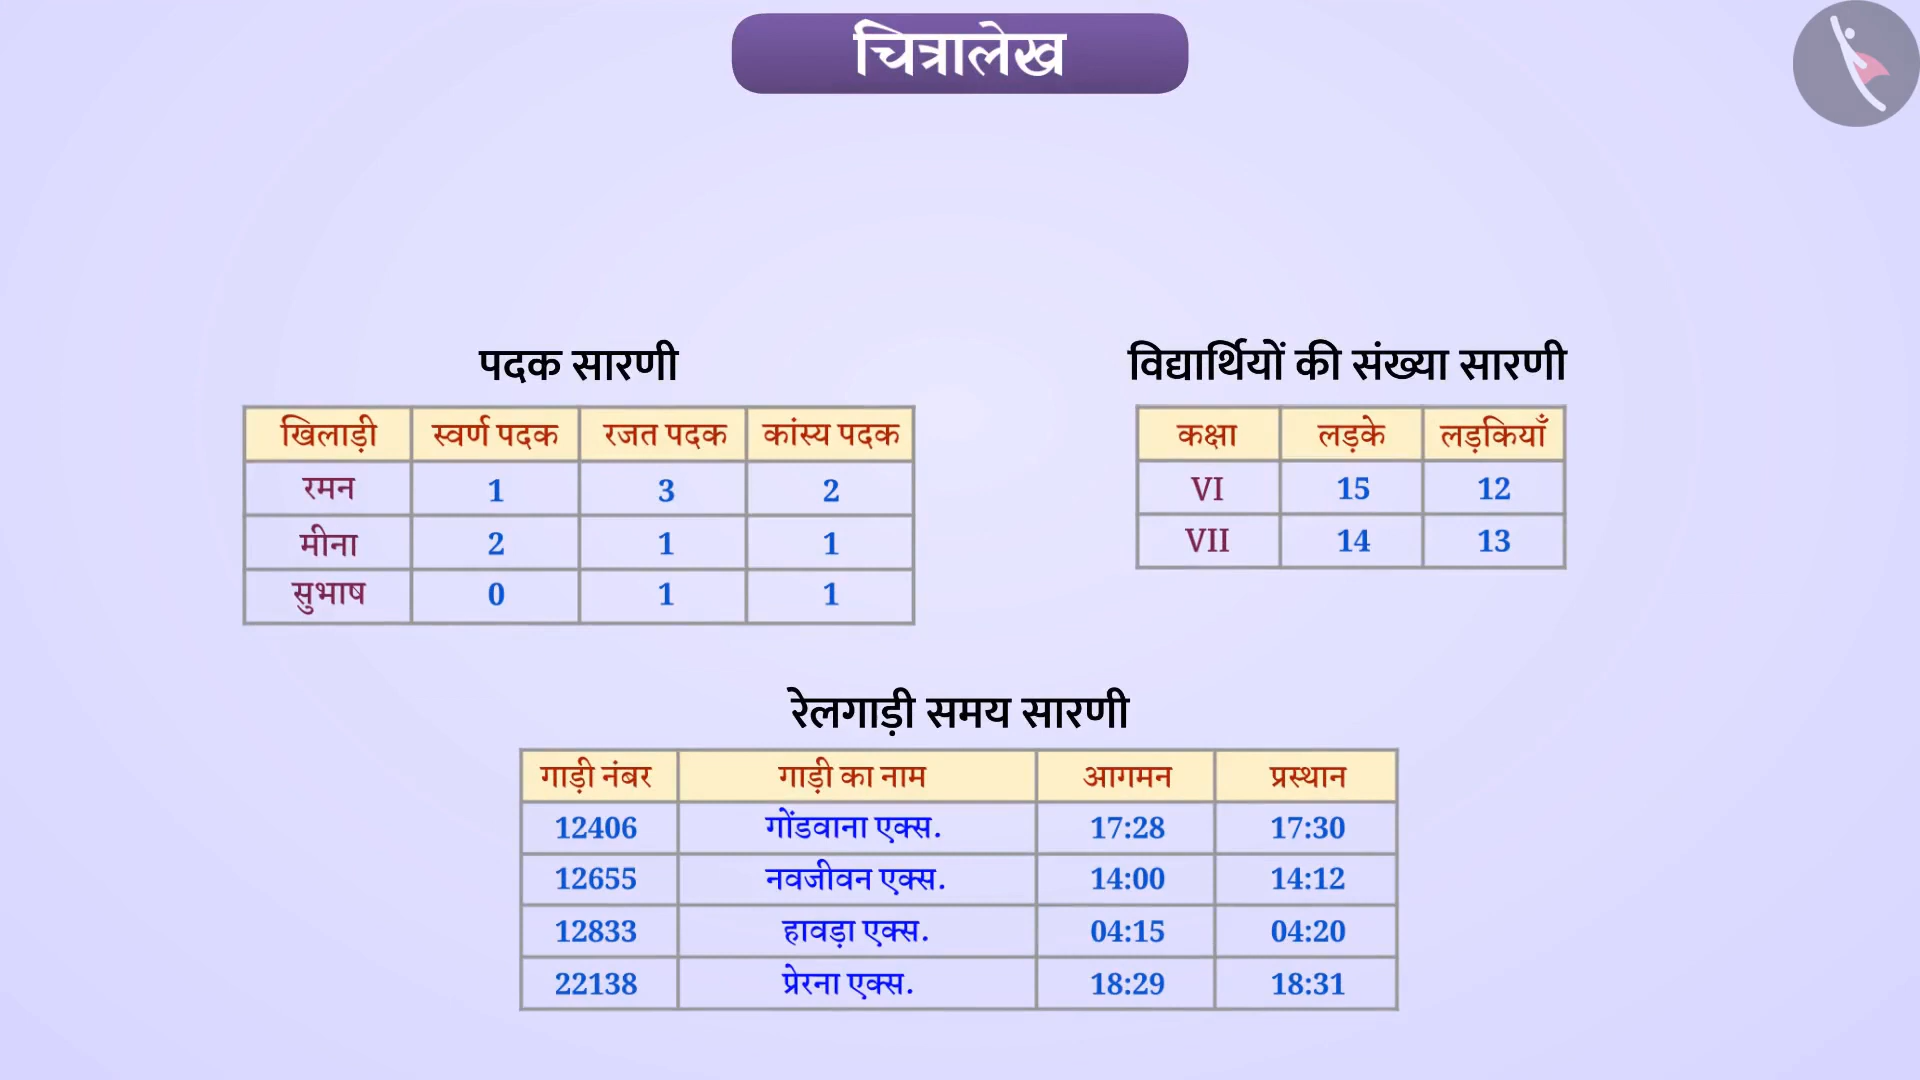 चित्रालेख
पदक सारणी
खिलाड़ी स्वर्ण पदक रजत पदक कांस्य पदक
रमन 1 3 2
मीना 2 1 1
सुभाष 0 1 1
विद्यार्थियों की संख्या सारणी
कक्षा लड़के लड़कियाँ
VI 15 12
VII 14 13
रेलगाड़ी समय सारणी
गाड़ी नंबर गाड़ी का नाम आगमन प्रस्थान
12406 गोंडवाना एक्स. 17:28 17:30
12655 नवजीवन एक्स. 14:00 14:12
12833 हावड़ा एक्स. 04:15 04:20
22138 प्रेरना एक्स. 18:29 18:31